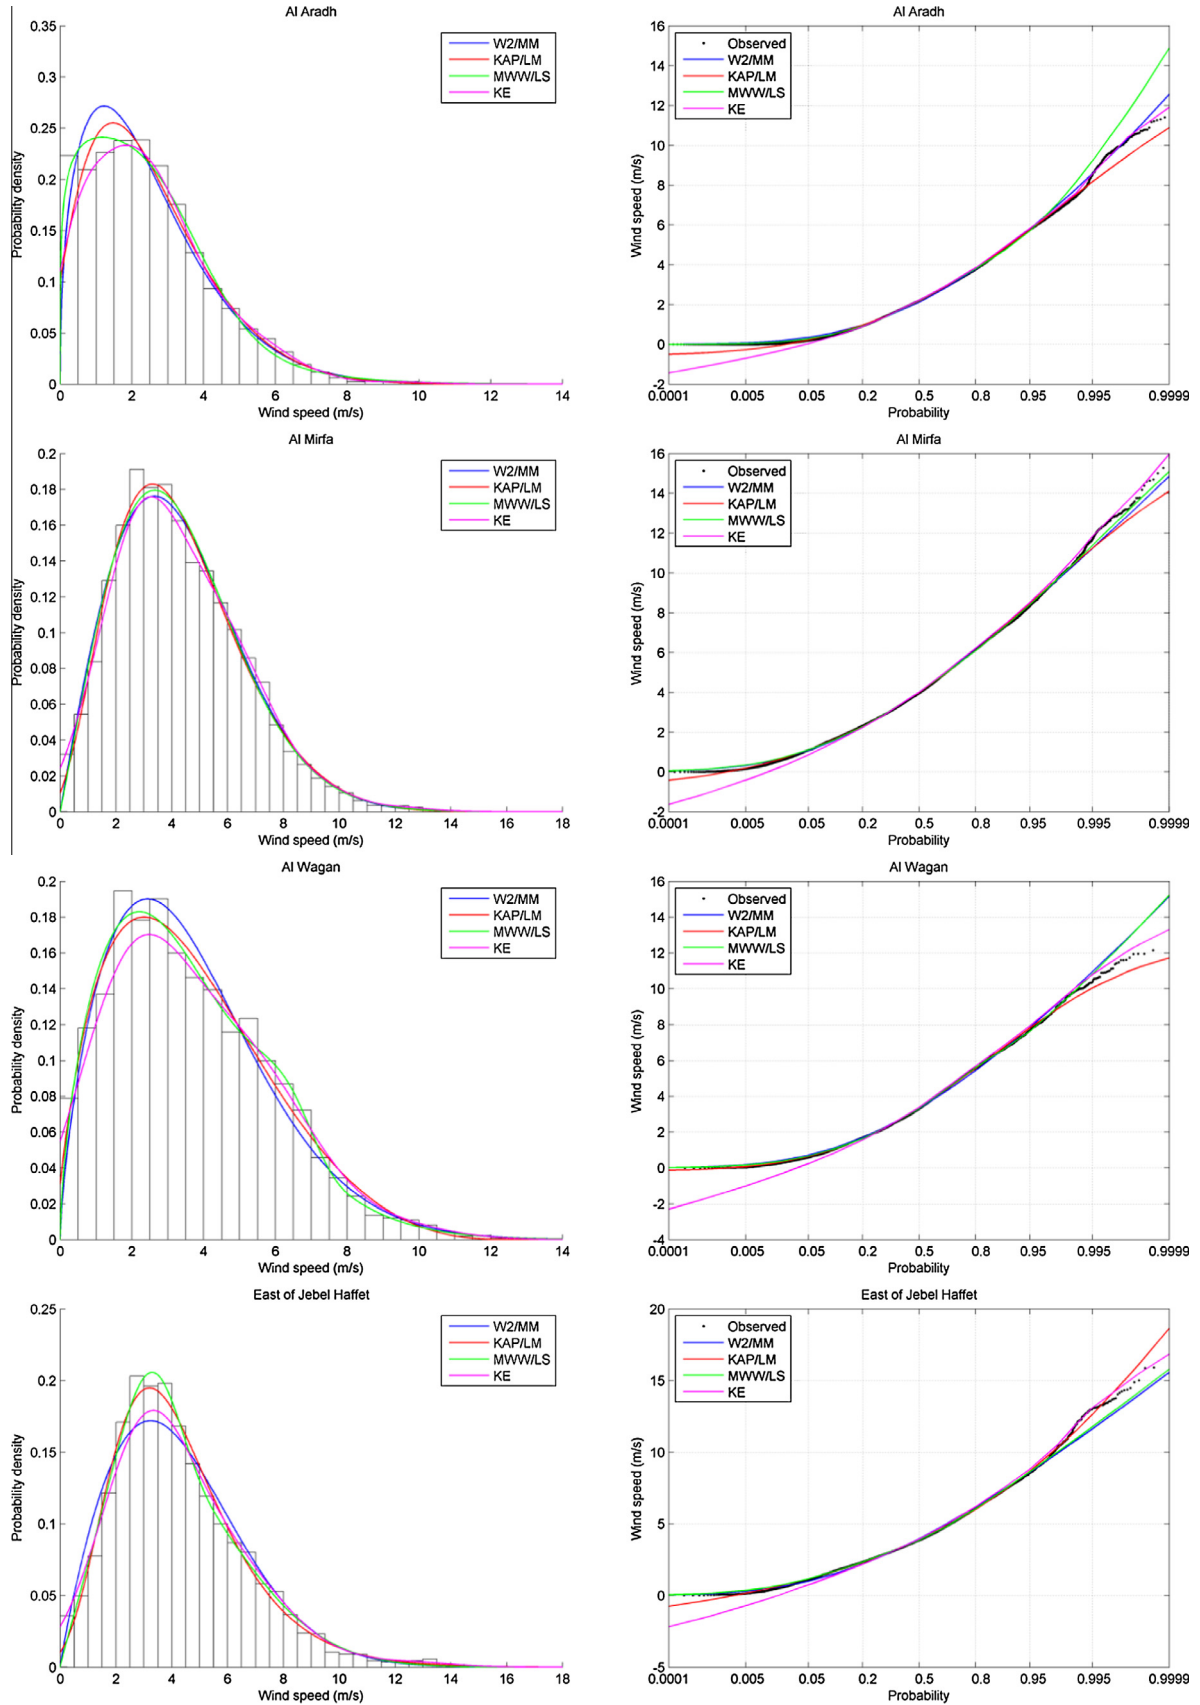 Al Aradh
0.35
0.3
0.25
0.2
0.15
0.1
0.05
0
Probability density
W2/MM
KAP/LM
MWW/LS
KE
0 2 4 6 8 10 12 14
Wind speed (m/s)
Al Aradh
16
14
12
10
8
6
4
2
0
-2
Wind speed (m/s)
Observed
W2/MM
KAP/LM
MWW/LS
KE
0.0001 0.005 0.05 0.2 0.5 0.8 0.95 0.995 0.9999
Probability
Al Mirfa
0.2
0.18
0.16
0.14
0.12
0.1
0.08
0.06
0.04
0.02
0
Probability density
W2/MM
KAP/LM
MWW/LS
KE
0 2 4 6 8 10 12 14 16 18
Wind speed (m/s)
Al Mirfa
16
14
12
10
8
6
4
2
0
-2
Wind speed (m/s)
Observed
W2/MM
KAP/LM
MWW/LS
KE
0.0001 0.005 0.05 0.2 0.5 0.8 0.95 0.995 0.9999
Probability
Al Wagan
0.2
0.18
0.16
0.14
0.12
0.1
0.08
0.06
0.04
0.02
0
Probability density
W2/MM
KAP/LM
MWW/LS
KE
0 2 4 6 8 10 12 14
Wind speed (m/s)
Al Wagan
16
14
12
10
8
6
4
2
0
-2
-4
Wind speed (m/s)
Observed
W2/MM
KAP/LM
MWW/LS
KE
0.0001 0.005 0.05 0.2 0.5 0.8 0.95 0.995 0.9999
Probability
East of Jebel Haffet
0.25
0.2
0.15
0.1
0.05
0
Probability density
W2/MM
KAP/LM
MWW/LS
KE
0 2 4 6 8 10 12 14 16 18
Wind speed (m/s)
East of Jebel Haffet
20
15
10
5
0
-5
Wind speed (m/s)
Observed
W2/MM
KAP/LM
MWW/LS
KE
0.0001 0.005 0.05 0.2 0.5 0.8 0.95 0.995 0.9999
Probability